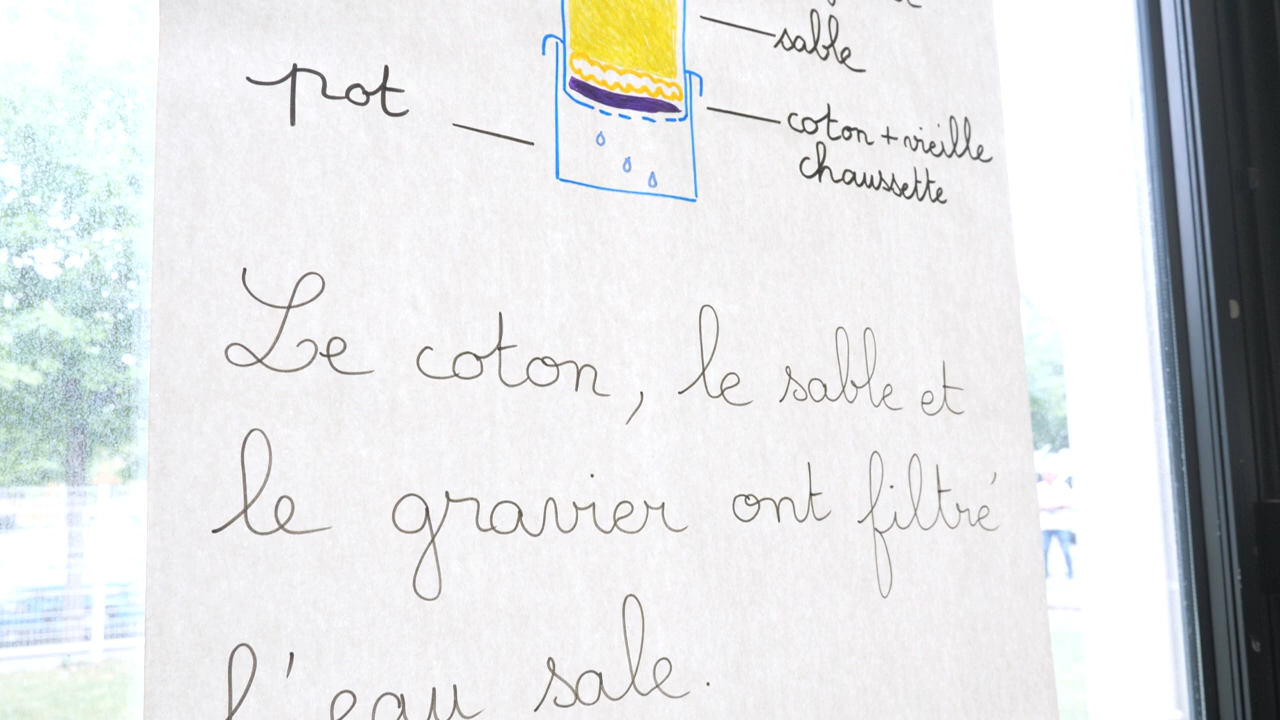 sable
pot
coton + vieille
chaussette
Le coton, le sable et
le gravier ont filtré
l'eau sale.